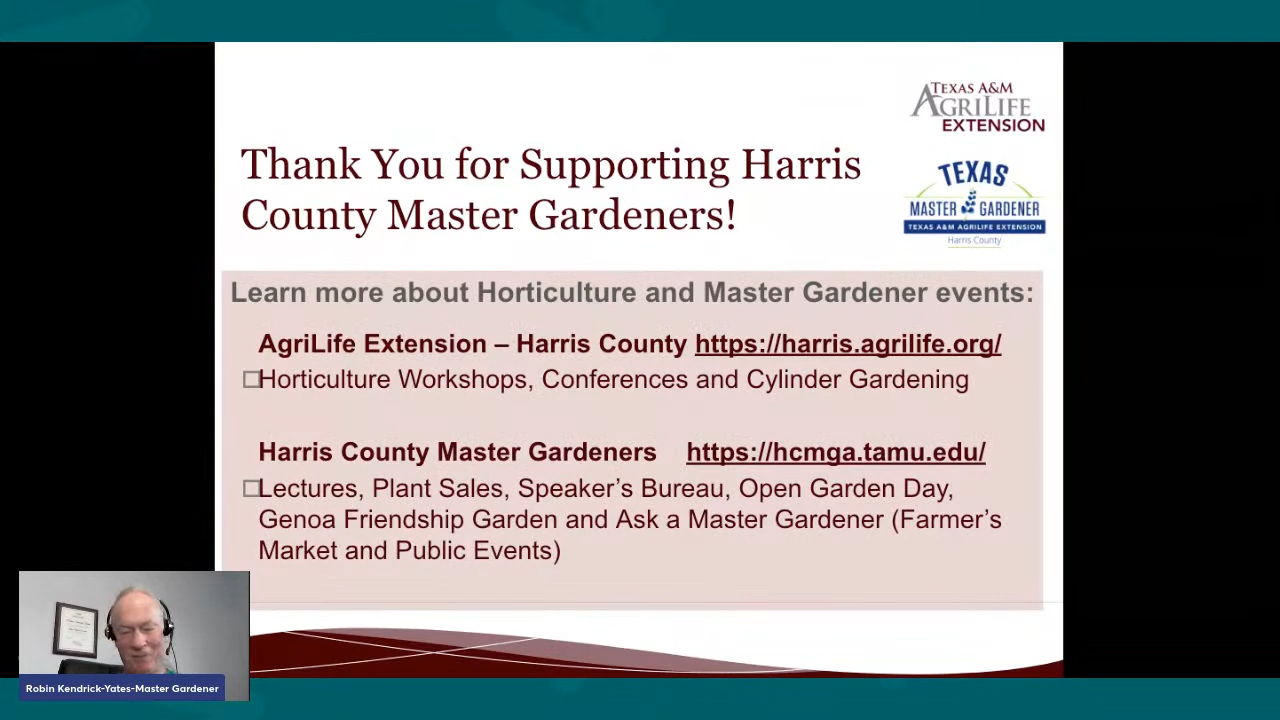 TEXAS A&M
AGRILIFE
EXTENSION
Thank You for Supporting Harris
County Master Gardeners!
TEXAS
MASTER GARDENER
TEXAS A&M AGRILIFE EXTENSION
Harris County
Learn more about Horticulture and Master Gardener events:
AgriLife Extension – Harris County https://harris.agrilife.org/
Horticulture Workshops, Conferences and Cylinder Gardening
Harris County Master Gardeners https://hcmga.tamu.edu/
Lectures, Plant Sales, Speaker’s Bureau, Open Garden Day,
Genoa Friendship Garden and Ask a Master Gardener (Farmer’s
Market and Public Events)
Robin Kendrick-Yates-Master Gardener